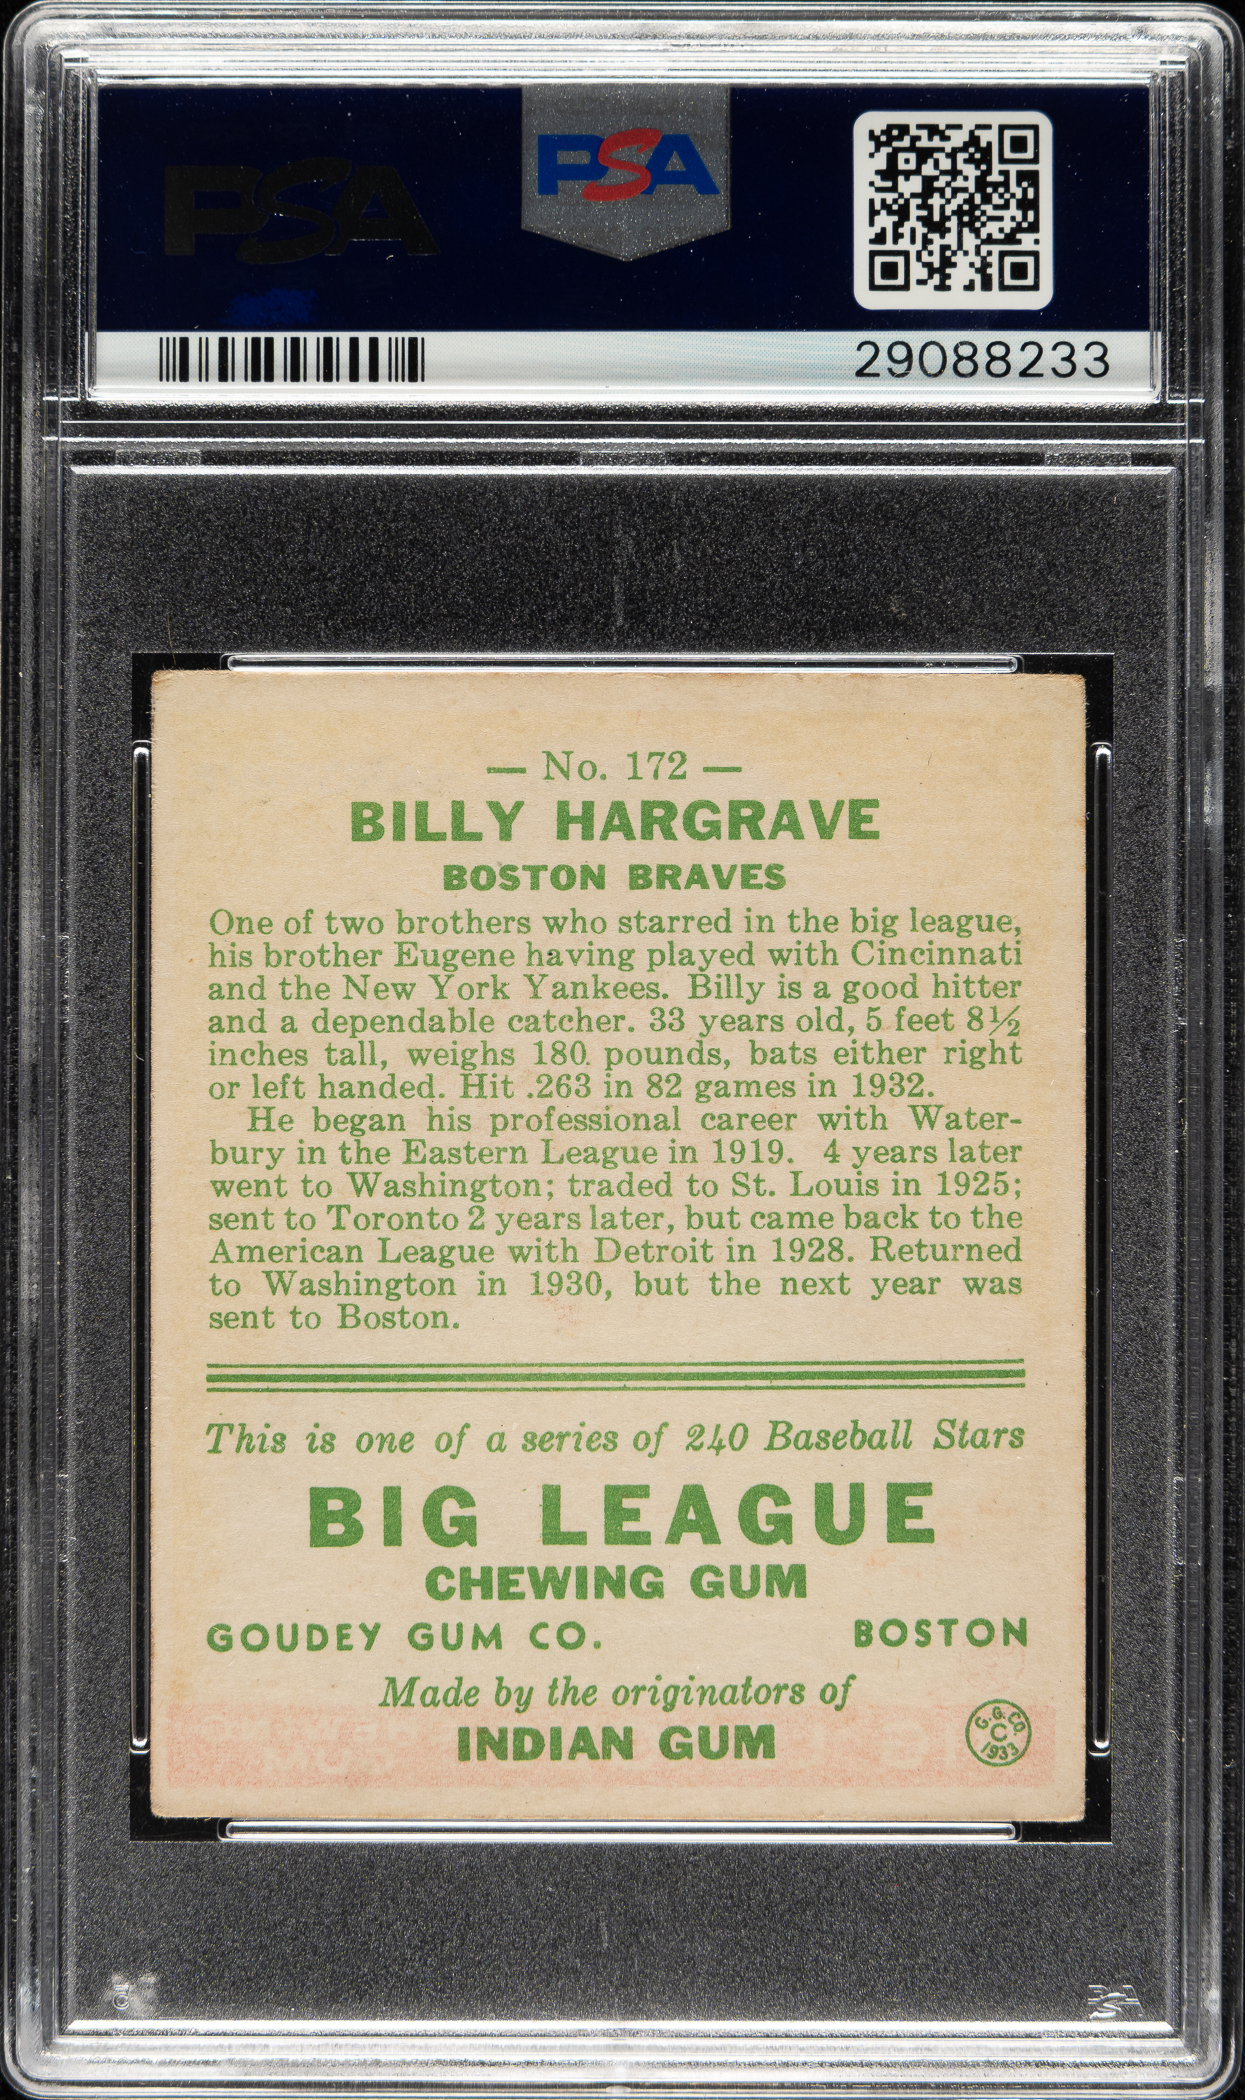 PSA
PSA
29088233
— No. 172 —
BILLY HARGRAVE
BOSTON BRAVES
One of two brothers who starred in the big league,
his brother Eugene having played with Cincinnati
and the New York Yankees. Billy is a good hitter
and a dependable catcher. 33 years old, 5 feet 8½
inches tall, weighs 180 pounds, bats either right
or left handed. Hit .263 in 82 games in 1932.
He began his professional career with Water-
bury in the Eastern League in 1919. 4 years later
went to Washington; traded to St. Louis in 1925;
sent to Toronto 2 years later, but came back to the
American League with Detroit in 1928. Returned
to Washington in 1930, but the next year was
sent to Boston.
This is one of a series of 240 Baseball Stars
BIG LEAGUE
CHEWING GUM
GOUDEY GUM CO. BOSTON
Made by the originators of
INDIAN GUM
G.G.CO.
C
1933
PSA